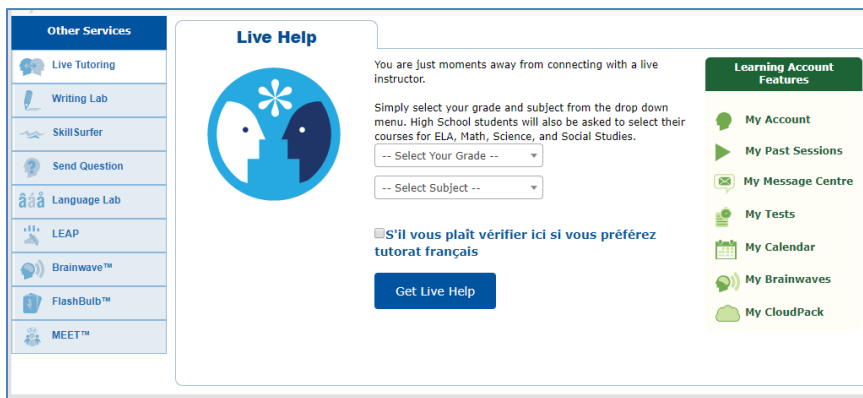 Other Services
Live Tutoring
Writing Lab
SkillSurfer
Send Question
âáå Language Lab
LEAP
Brainwave™
FlashBulb™
MEET™
Live Help
You are just moments away from connecting with a live
instructor.
Simply select your grade and subject from the drop down
menu. High School students will also be asked to select their
courses for ELA, Math, Science, and Social Studies.
-- Select Your Grade --
-- Select Subject --
S'il vous plaît vérifier ici si vous préférez
tutorat français
Get Live Help
Learning Account
Features
My Account
My Past Sessions
My Message Centre
My Tests
My Calendar
My Brainwaves
My CloudPack